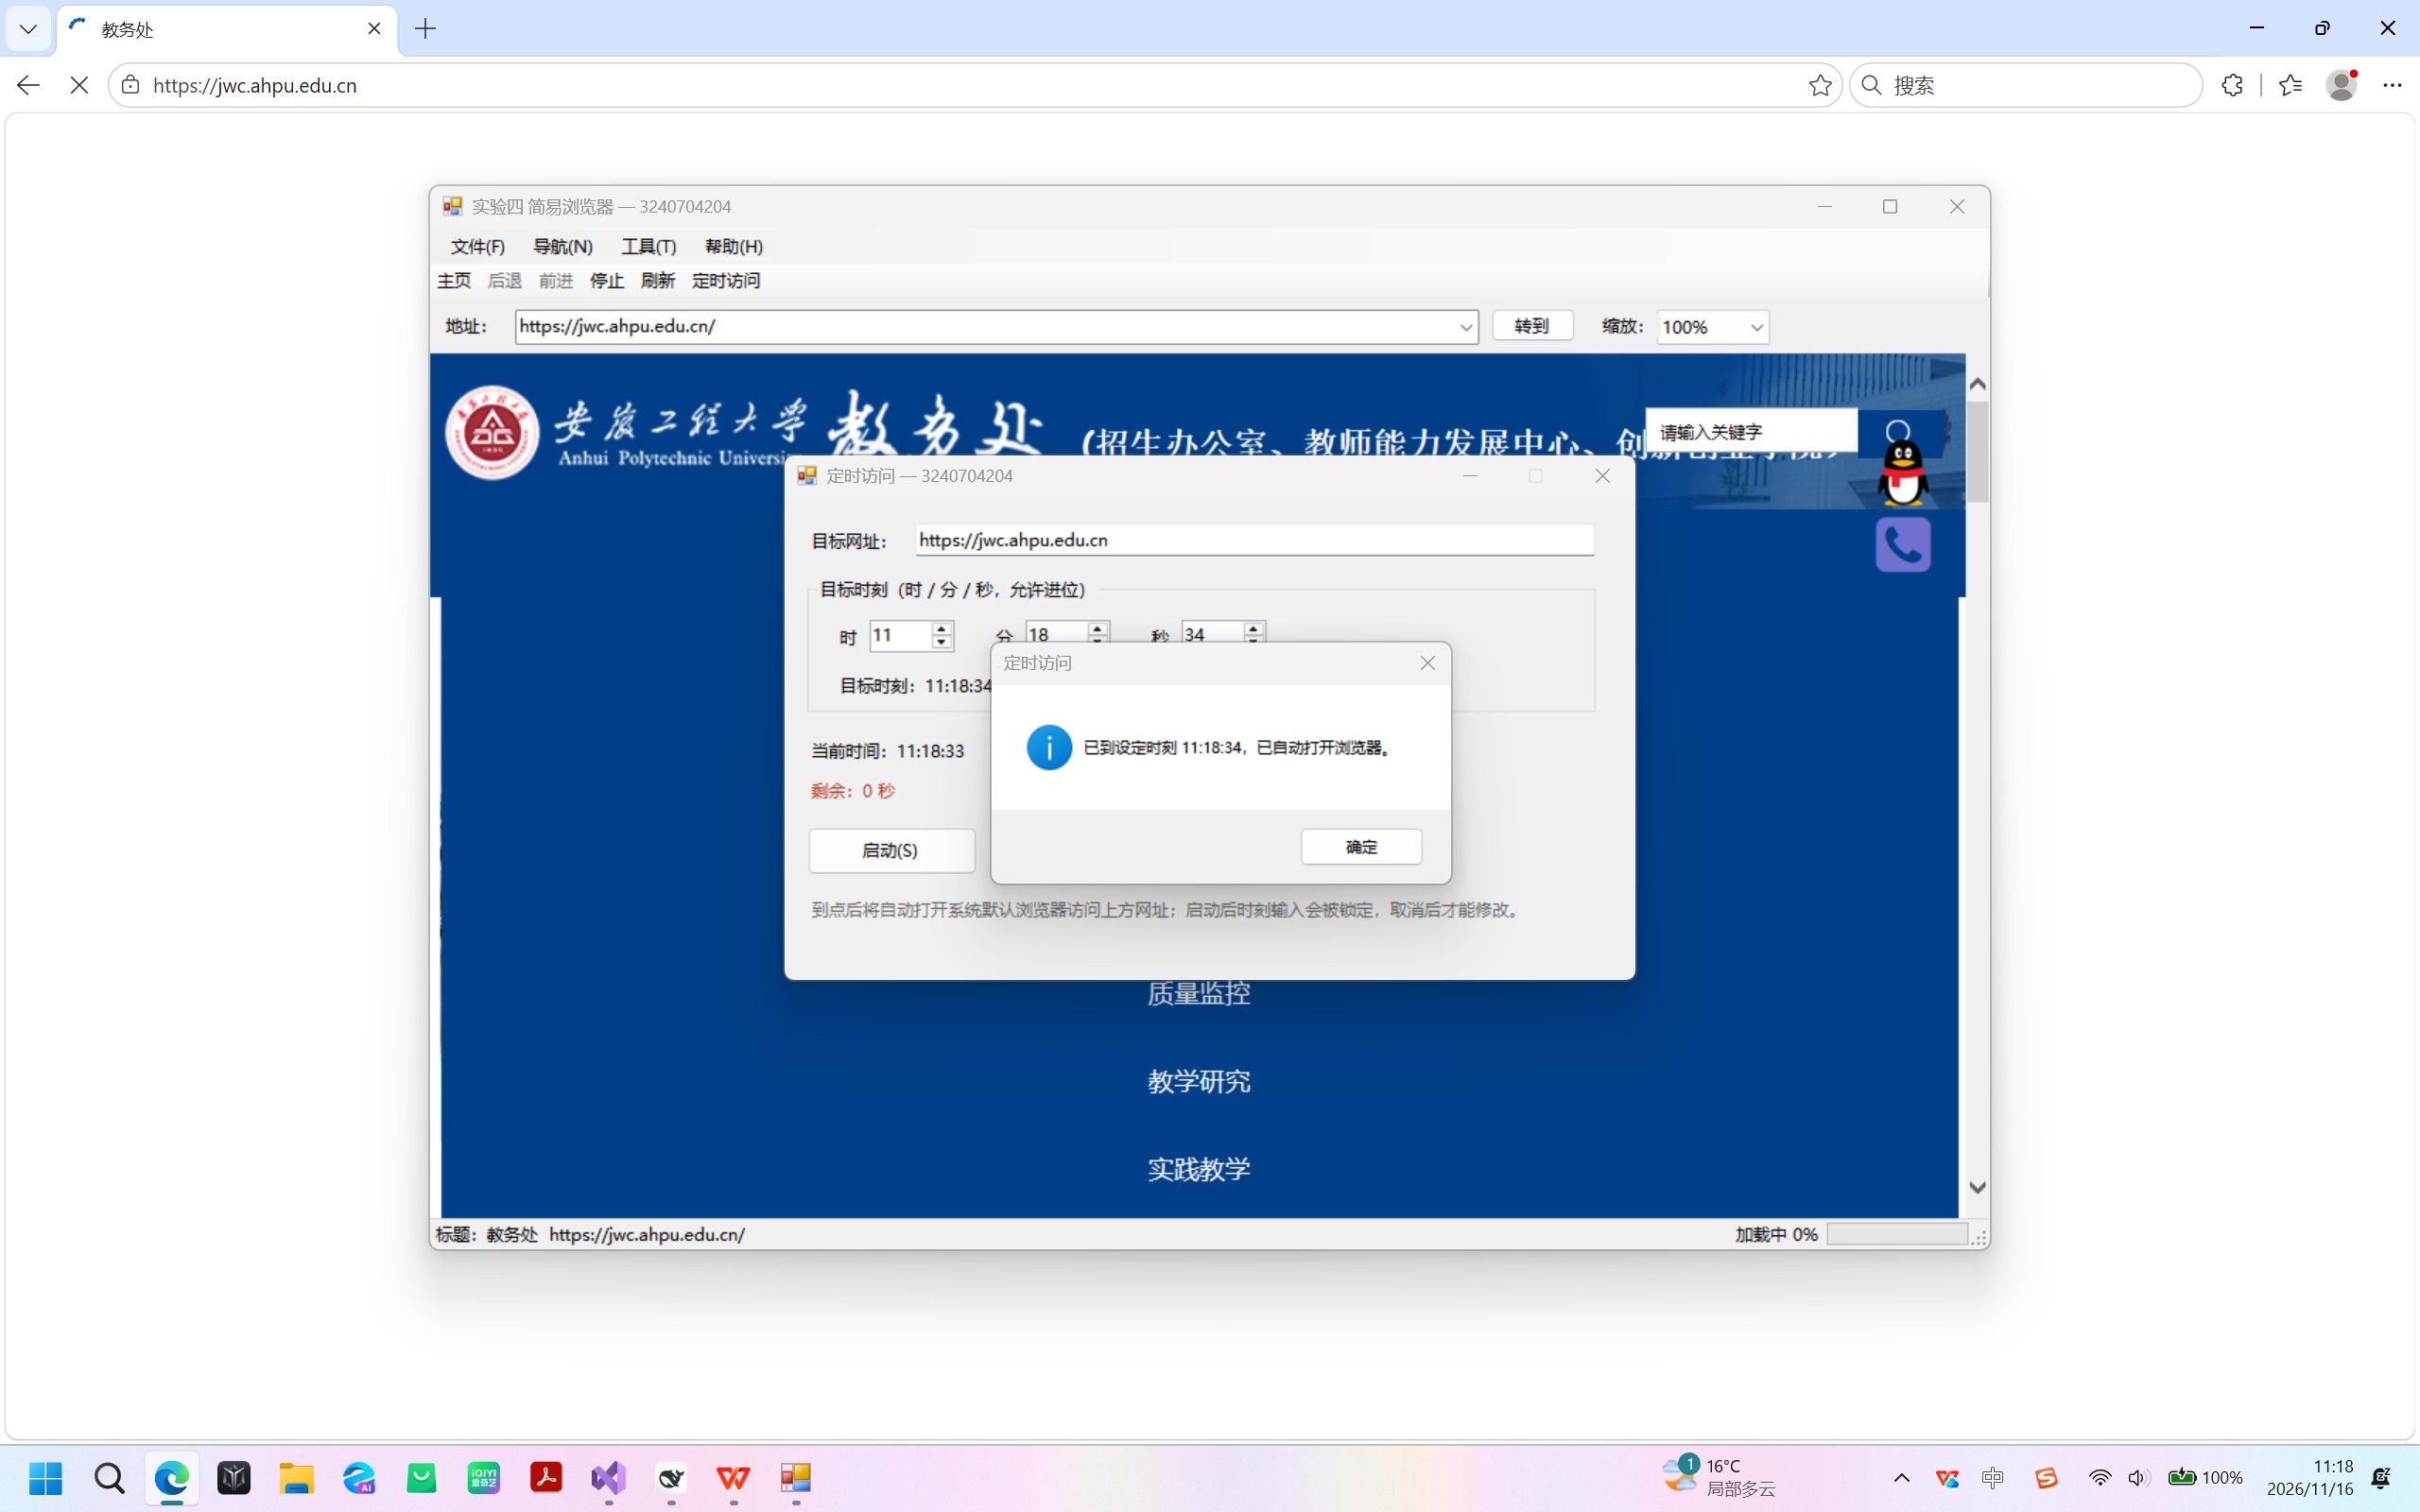 教务处
https://jwc.ahpu.edu.cn
搜索
实验四 简易浏览器 — 3240704204
文件(F) 导航(N) 工具(T) 帮助(H)
主页 后退 前进 停止 刷新 定时访问
地址： https://jwc.ahpu.edu.cn/ 转到 缩放： 100%
安徽工程大学 教务处 (招生办公室、教师能力发展中心、创新创业学院)
Anhui Polytechnic University
请输入关键字
定时访问 — 3240704204
目标网址： https://jwc.ahpu.edu.cn
目标时刻（时 / 分 / 秒，允许进位）
时 11 分 18 秒 34
目标时刻：11:18:34
定时访问
已到设定时刻 11:18:34，已自动打开浏览器。
确定
当前时间：11:18:33
剩余：0 秒
启动(S)
到点后将自动打开系统默认浏览器访问上方网址；启动后时刻输入会被锁定，取消后才能修改。
质量监控
教学研究
实践教学
标题：教务处 https://jwc.ahpu.edu.cn/ 加载中 0%
AI
iQIYI
爱奇艺
1
16°C
局部多云
中
100%
11:18
2026/11/16